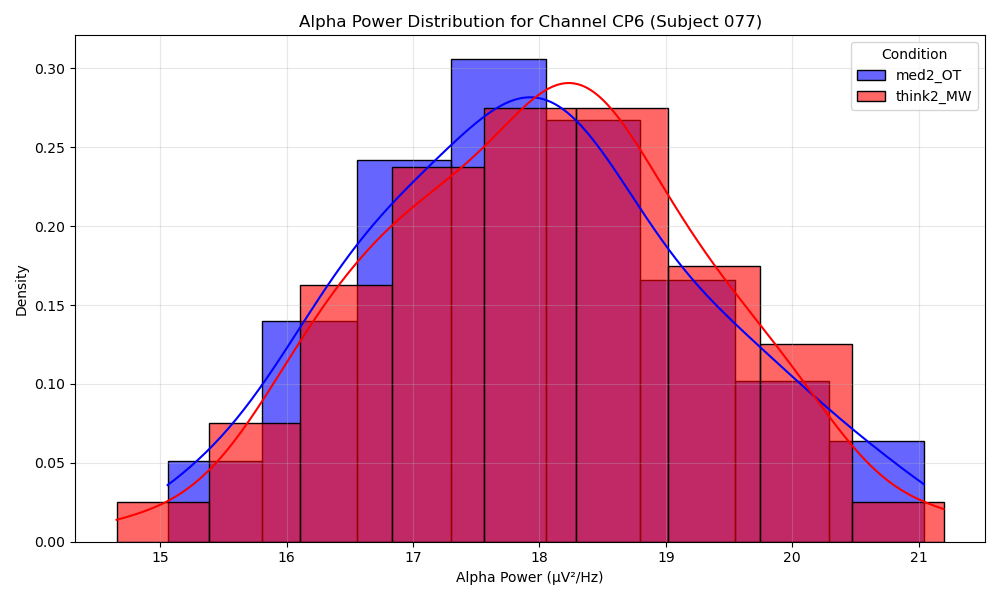 Alpha Power Distribution for Channel CP6 (Subject 077)
Condition
med2_OT
think2_MW
Density
0.30
0.25
0.20
0.15
0.10
0.05
0.00
15 16 17 18 19 20 21
Alpha Power (μV²/Hz)